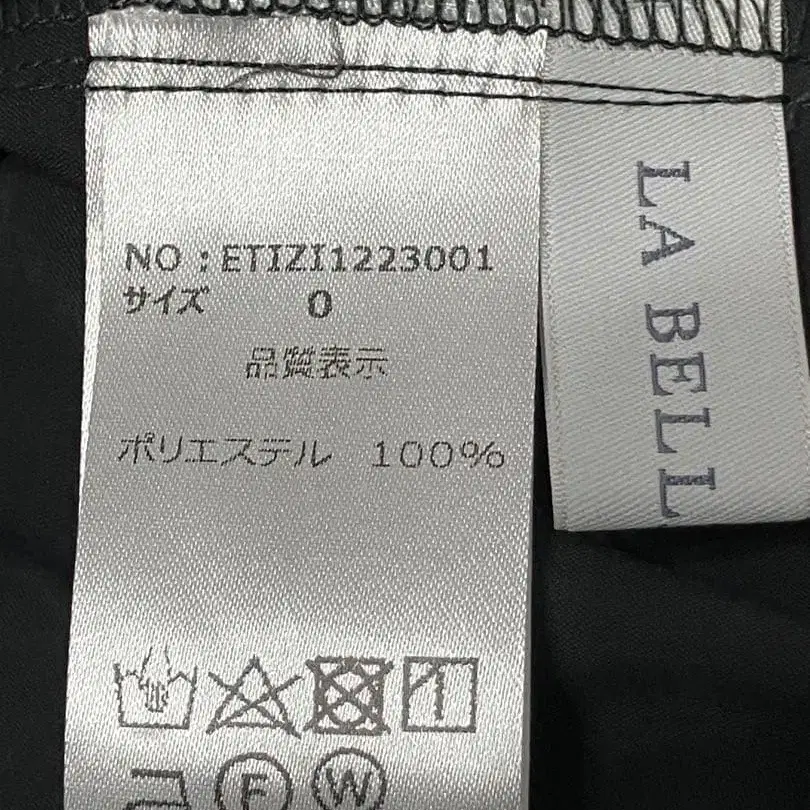 NO : ETIZI1223001
サイズ 0
品質表示
ポリエステル 100%
F W
LA BELL